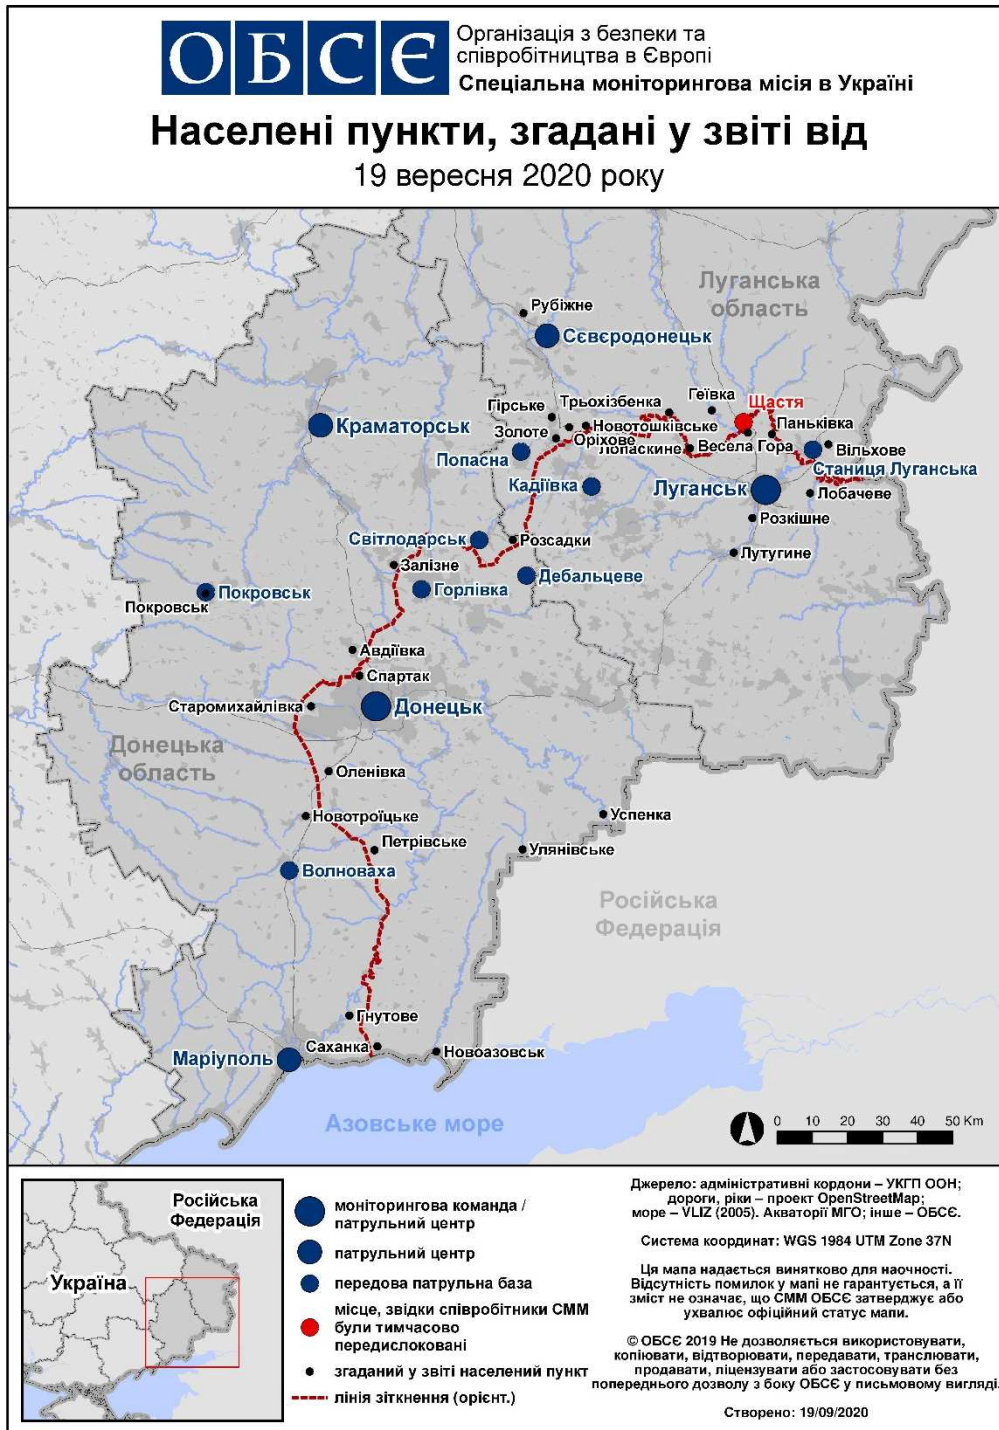 ОБСЄ
Організація з безпеки та
співробітництва в Європі
Спеціальна моніторингова місія в Україні
Населені пункти, згадані у звіті від
19 вересня 2020 року
Луганська
область
Рубіжне
Сєвєродонецьк
Геївка
Щастя
Трьохізбенка
Гірське
Краматорськ
Новотошківське
Паньківка
Золоте
Оріхове
Лопаскине
Весела Гора
Вільхове
Попасна
Станиця Луганська
Кадіївка
Луганськ
Лобачеве
Розкішне
Світлодарськ
Розсадки
Лутугине
Залізне
Дебальцеве
Горлівка
Покровськ
Покровськ
Авдіївка
Спартак
Старомихайлівка
Донецьк
Донецька
область
Оленівка
Новотроїцьке
Успенка
Петрівське
Улянівське
Волноваха
Російська
Федерація
Гнутове
Саханка
Новоазовськ
Маріуполь
Азовське море
0 10 20 30 40 50 Km
Російська
Федерація
Україна
моніторингова команда /
патрульний центр
патрульний центр
передова патрульна база
місце, звідки співробітники СММ
були тимчасово
передислоковані
згаданий у звіті населений пункт
лінія зіткнення (орієнт.)
Джерело: адміністративні кордони – УКГП ООН;
дороги, ріки – проект OpenStreetMap;
море – VLIZ (2005). Акваторії МГО; інше – ОБСЄ.
Система координат: WGS 1984 UTM Zone 37N
Ця мапа надається винятково для наочності.
Відсутність помилок у мапі не гарантується, а її
зміст не означає, що СММ ОБСЄ затверджує або
ухвалює офіційний статус мапи.
© ОБСЄ 2019 Не дозволяється використовувати,
копіювати, відтворювати, передавати, транслювати,
продавати, ліцензувати або застосовувати без
попереднього дозволу з боку ОБСЄ у письмовому вигляді.
Створено: 19/09/2020